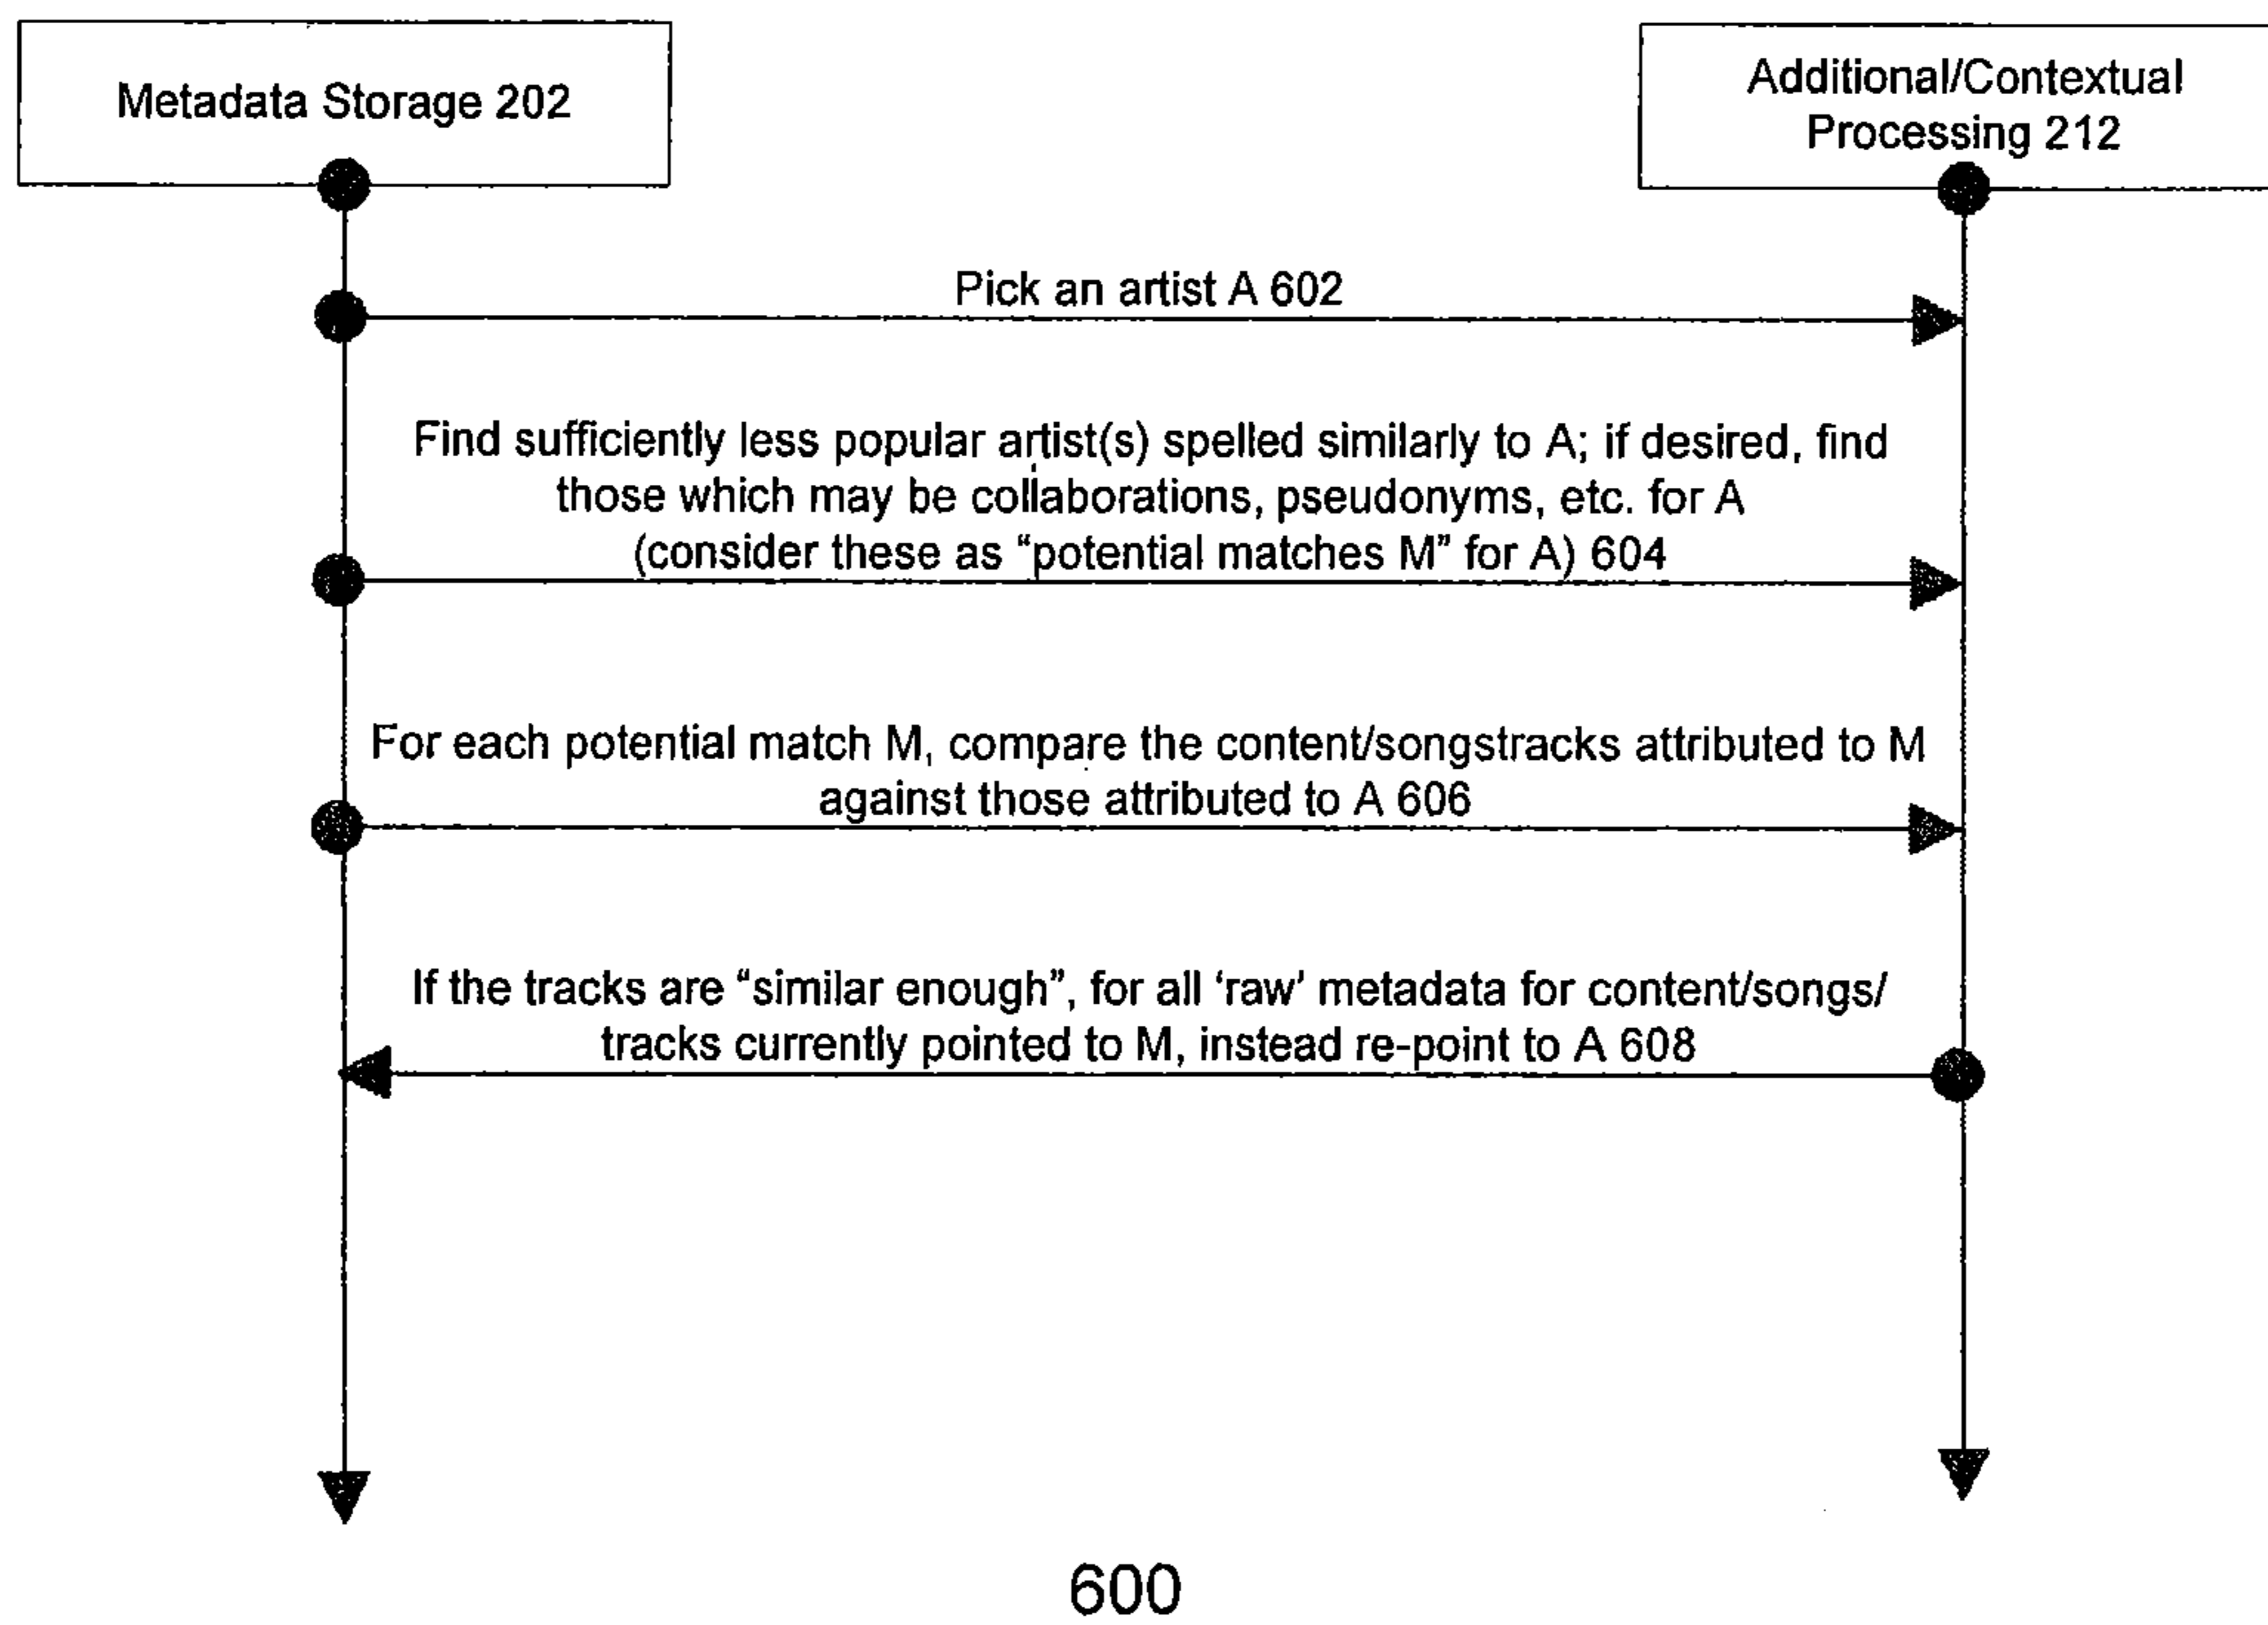 Metadata Storage 202
Additional/Contextual
Processing 212
Pick an artist A 602
Find sufficiently less popular artist(s) spelled similarly to A; if desired, find
those which may be collaborations, pseudonyms, etc. for A
(consider these as “potential matches M” for A) 604
For each potential match M, compare the content/songstracks attributed to M
against those attributed to A 606
If the tracks are “similar enough”, for all ‘raw’ metadata for content/songs/
tracks currently pointed to M, instead re-point to A 608
600